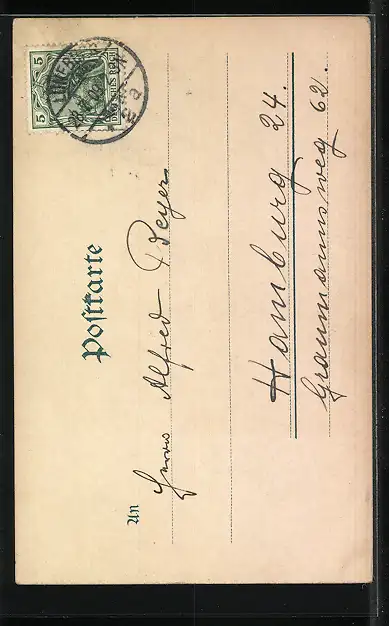 Postkarte
5
5
An
Herrn Alfred Beyer
Hamburg 24.
Graumannsweg 62.